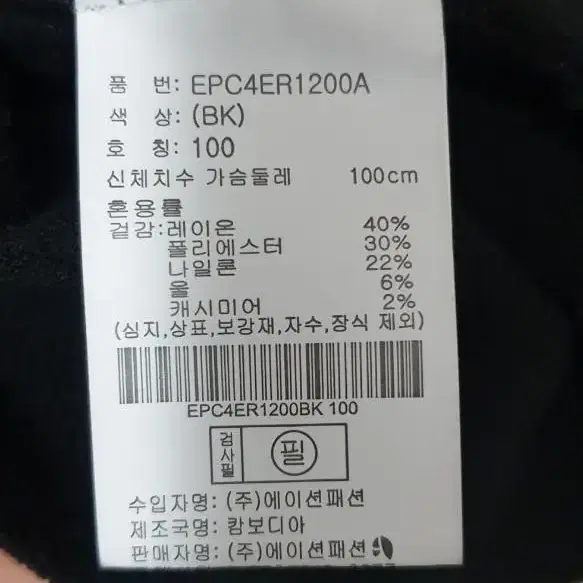 품 번: EPC4ER1200A
색 상: (BK)
호 칭: 100
신체치수 가슴둘레 100cm
혼용률
겉감:레이온 40%
폴리에스터 30%
나일론 22%
울 6%
캐시미어 2%
(심지,상표,보강재,자수,장식 제외)
EPC4ER1200BK 100
검사필 필
수입자명: (주)에이션패션
제조국명: 캄보디아
판매자명: (주)에이션패션